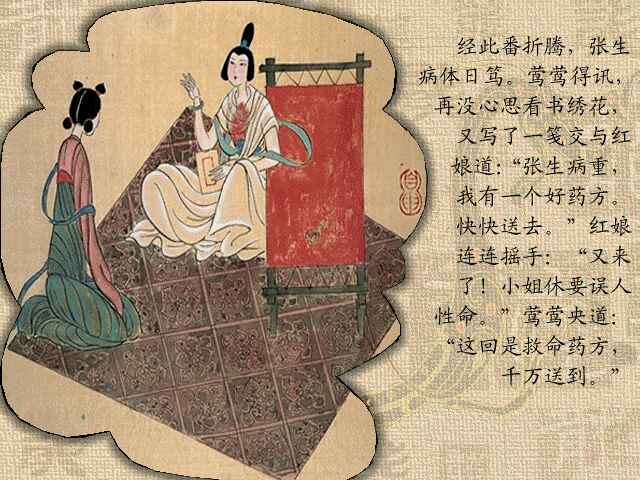 经此番折腾，张生
病体日笃。莺莺得讯，
再没心思看书绣花，
又写了一笺交与红
娘道：“张生病重，
我有一个好药方。
快快送去。”红娘
连连摇手：“又来
了！小姐休要误人
性命。”莺莺央道：
“这回是救命药方，
千万送到。”